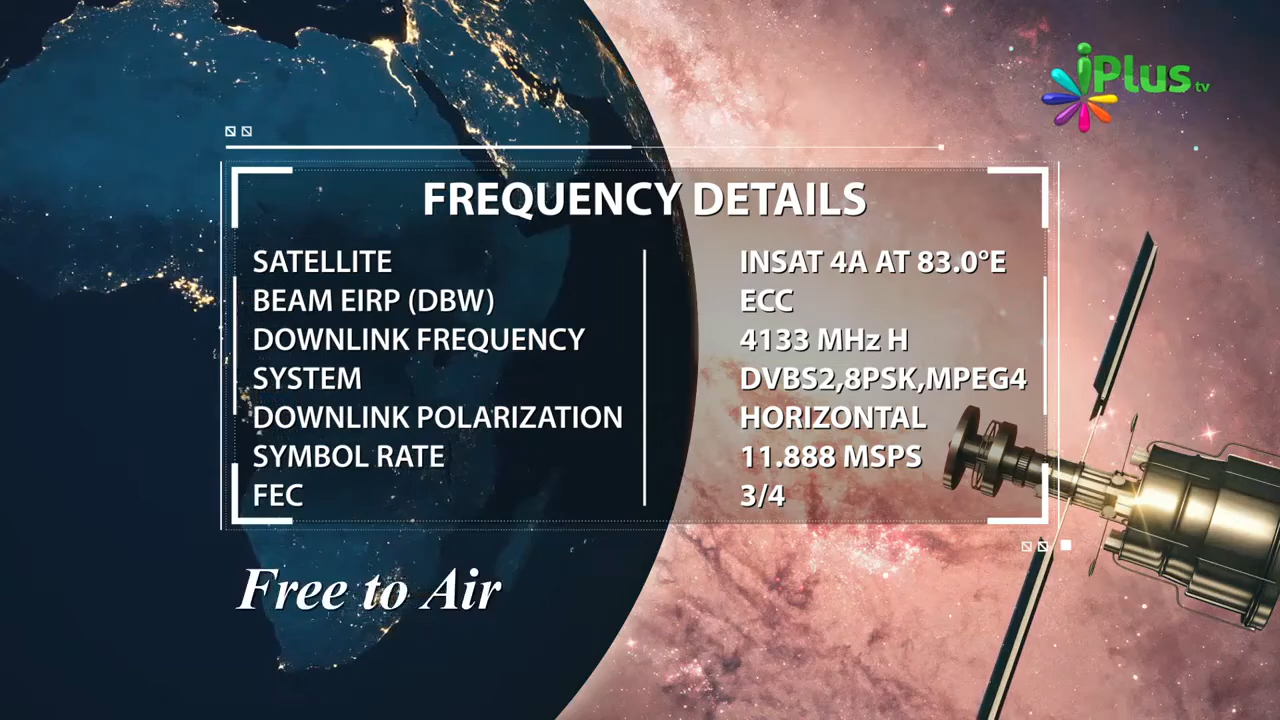 iPlus tv
FREQUENCY DETAILS
SATELLITE INSAT 4A AT 83.0°E
BEAM EIRP (DBW) ECC
DOWNLINK FREQUENCY 4133 MHz H
SYSTEM DVBS2,8PSK,MPEG4
DOWNLINK POLARIZATION HORIZONTAL
SYMBOL RATE 11.888 MSPS
FEC 3/4
Free to Air